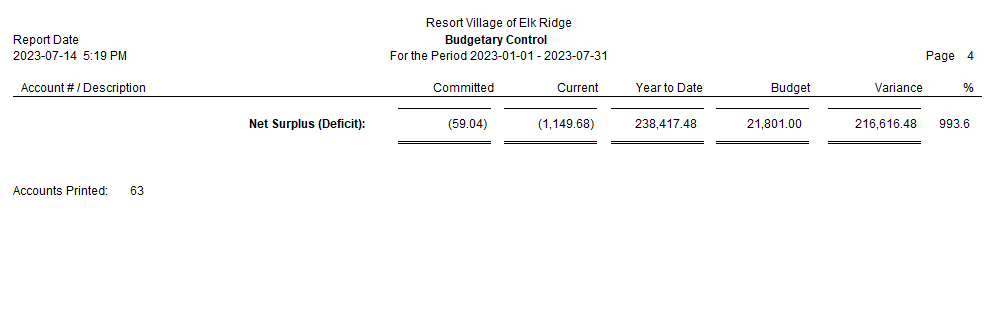 Resort Village of Elk Ridge
Report Date Budgetary Control
2023-07-14 5:19 PM For the Period 2023-01-01 - 2023-07-31 Page 4
Account # / Description Committed Current Year to Date Budget Variance %
Net Surplus (Deficit): (59.04) (1,149.68) 238,417.48 21,801.00 216,616.48 993.6
Accounts Printed: 63